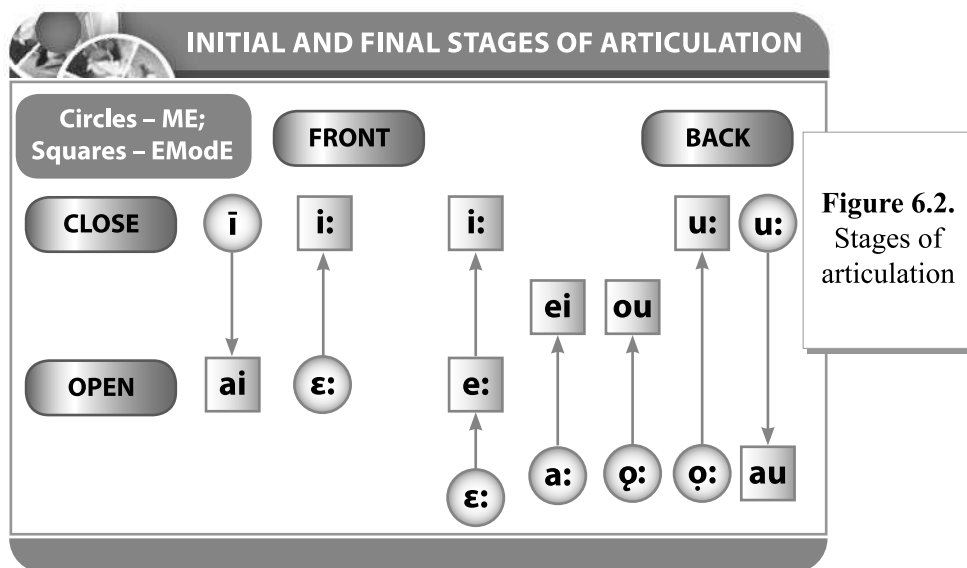 INITIAL AND FINAL STAGES OF ARTICULATION
Circles – ME;
Squares – EModE
FRONT
BACK
CLOSE
ī
i:
i:
u:
u:
Figure 6.2.
Stages of
articulation
ei
ou
OPEN
ai
ɛ:
e:
ɛ:
a:
ǫ:
ọ:
au